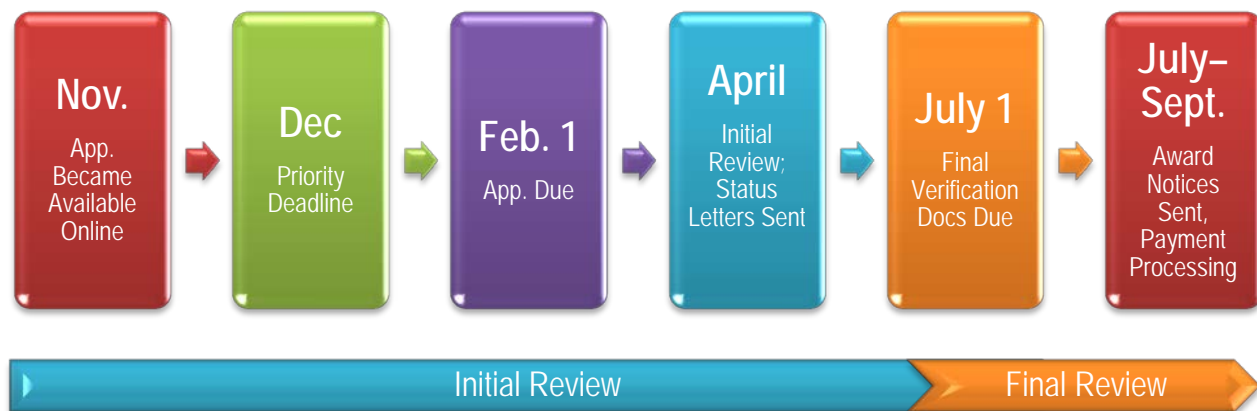 Nov.
App.
Became
Available
Online
Dec
Priority
Deadline
Feb. 1
App. Due
April
Initial
Review;
Status
Letters Sent
July 1
Final
Verification
Docs Due
July–
Sept.
Award
Notices
Sent,
Payment
Processing
Initial Review
Final Review